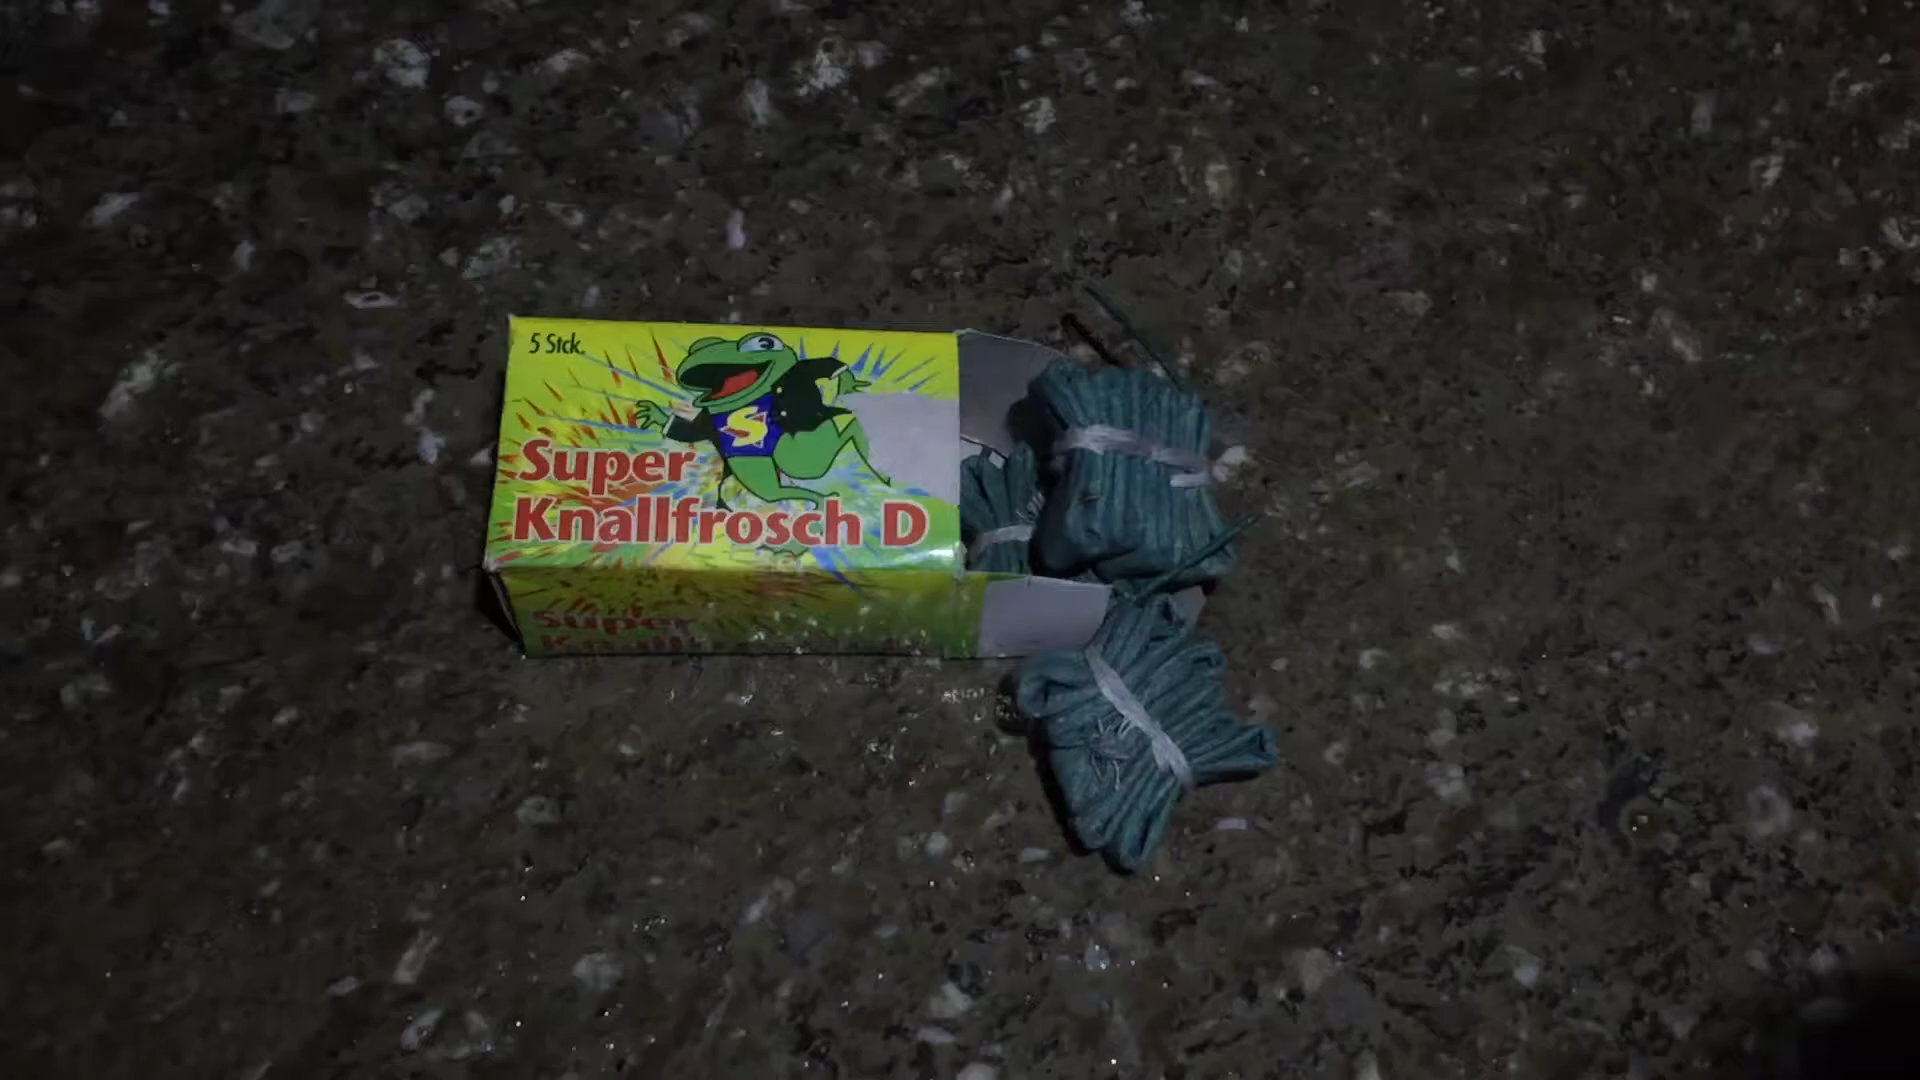 5 Stck.
S
Super
Knallfrosch D
Super